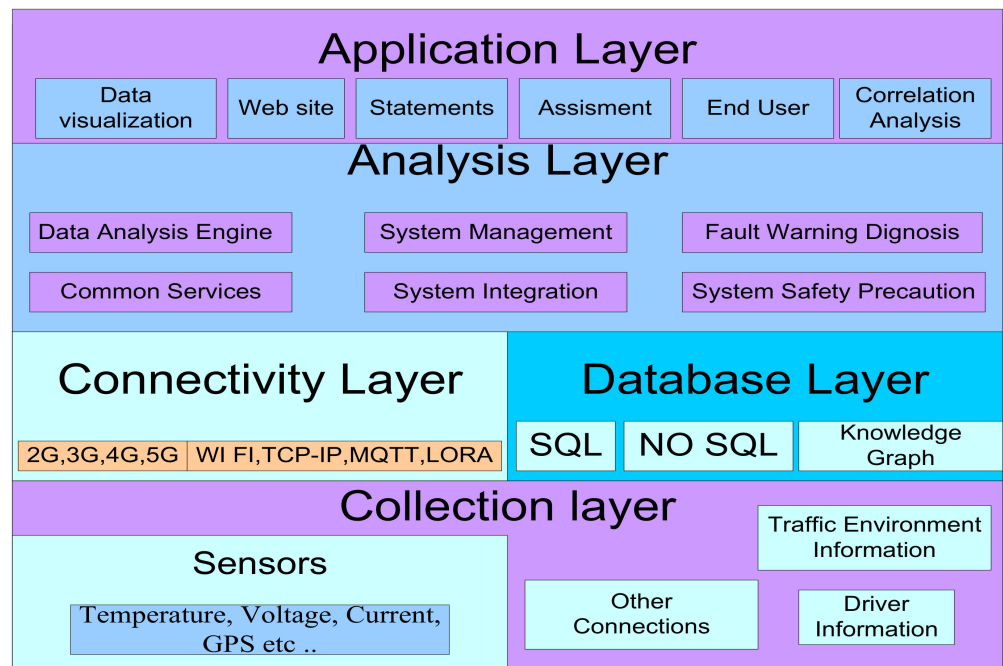 Application Layer
Data
visualization
Web site
Statements
Assisment
End User
Correlation
Analysis
Analysis Layer
Data Analysis Engine
System Management
Fault Warning Dignosis
Common Services
System Integration
System Safety Precaution
Connectivity Layer
2G,3G,4G,5G
WI FI,TCP-IP,MQTT,LORA
Database Layer
SQL
NO SQL
Knowledge
Graph
Collection layer
Sensors
Temperature, Voltage, Current,
GPS etc ..
Traffic Environment
Information
Other
Connections
Driver
Information